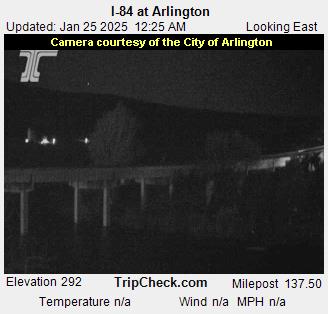 I-84 at Arlington
Updated: Jan 25 2025 12:25 AM Looking East
Camera courtesy of the City of Arlington
Elevation 292 TripCheck.com Milepost 137.50
Temperature n/a Wind n/a MPH n/a